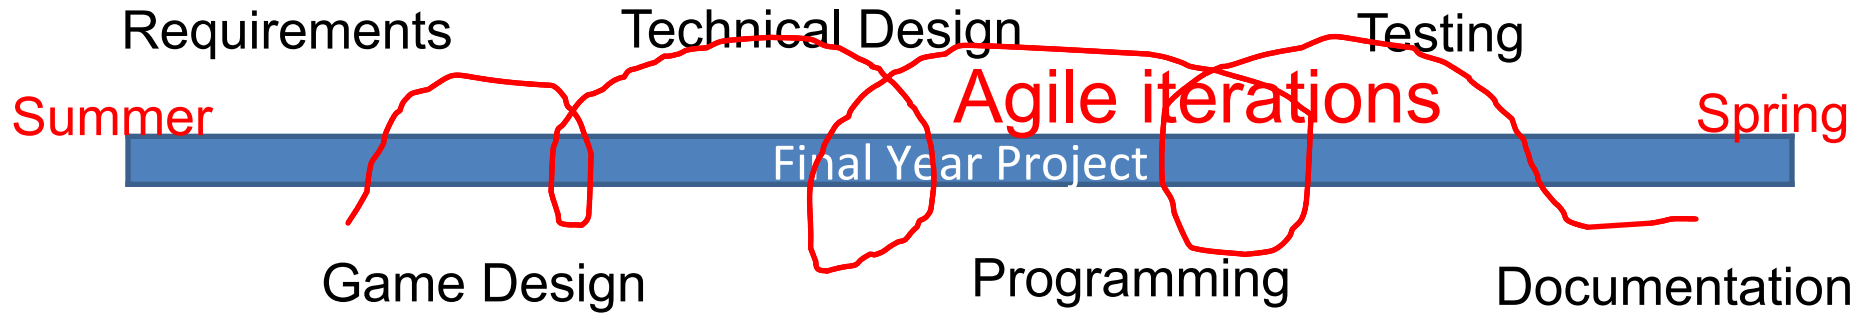 Requirements
Technical Design
Testing
Summer
Agile iterations
Spring
Final Year Project
Game Design
Programming
Documentation